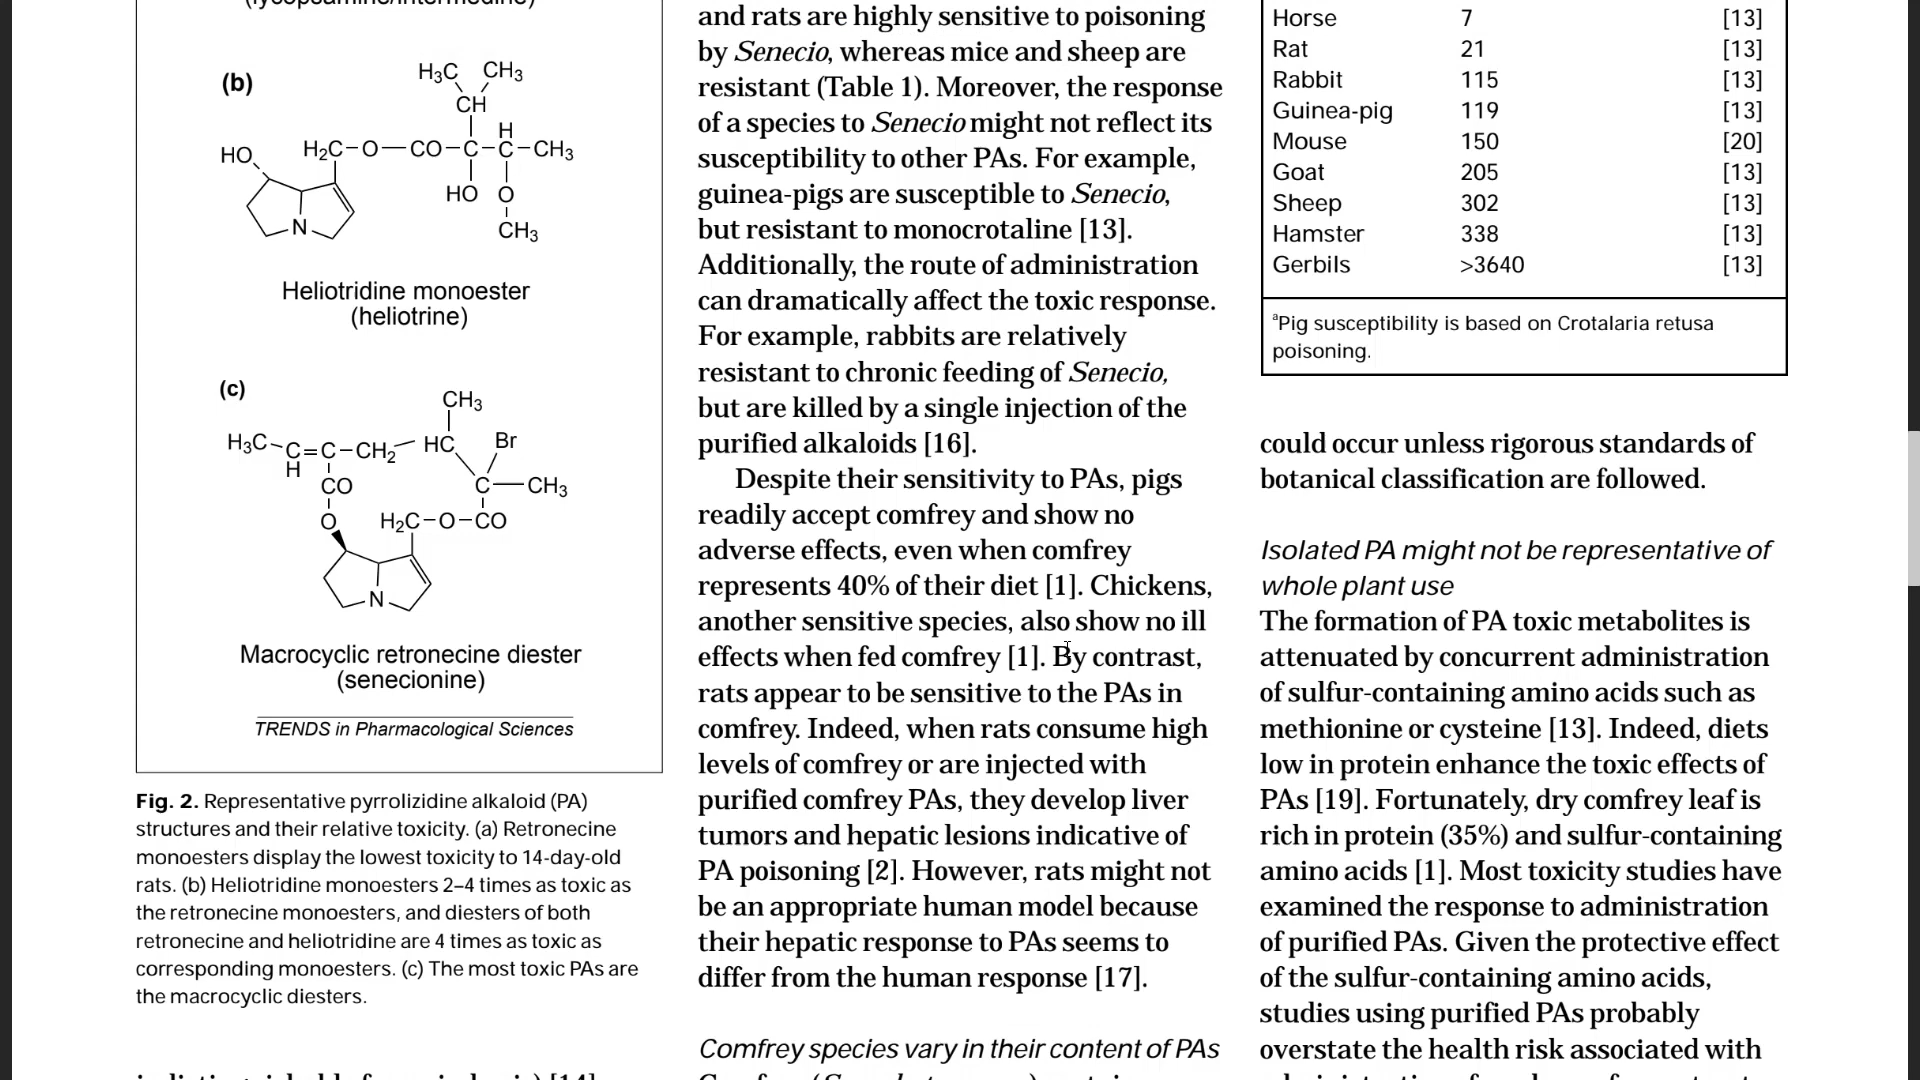 (lycopsamine/intermedine)
(b)
H3C CH3
CH
H
HO H2C-O-CO-C-C-CH3
HO O
N
CH3
Heliotridine monoester
(heliotrine)
(c)
CH3
H3C C=C-CH2 HC Br
H
CO C-CH3
O H2C-O-CO
N
Macrocyclic retronecine diester
(senecionine)
TRENDS in Pharmacological Sciences
Fig. 2. Representative pyrrolizidine alkaloid (PA)
structures and their relative toxicity. (a) Retronecine
monoesters display the lowest toxicity to 14-day-old
rats. (b) Heliotridine monoesters 2–4 times as toxic as
the retronecine monoesters, and diesters of both
retronecine and heliotridine are 4 times as toxic as
corresponding monoesters. (c) The most toxic PAs are
the macrocyclic diesters.
and rats are highly sensitive to poisoning
by Senecio, whereas mice and sheep are
resistant (Table 1). Moreover, the response
of a species to Senecio might not reflect its
susceptibility to other PAs. For example,
guinea-pigs are susceptible to Senecio,
but resistant to monocrotaline [13].
Additionally, the route of administration
can dramatically affect the toxic response.
For example, rabbits are relatively
resistant to chronic feeding of Senecio,
but are killed by a single injection of the
purified alkaloids [16].
Despite their sensitivity to PAs, pigs
readily accept comfrey and show no
adverse effects, even when comfrey
represents 40% of their diet [1]. Chickens,
another sensitive species, also show no ill
effects when fed comfrey [1]. By contrast,
rats appear to be sensitive to the PAs in
comfrey. Indeed, when rats consume high
levels of comfrey or are injected with
purified comfrey PAs, they develop liver
tumors and hepatic lesions indicative of
PA poisoning [2]. However, rats might not
be an appropriate human model because
their hepatic response to PAs seems to
differ from the human response [17].
Comfrey species vary in their content of PAs
Horse 7 [13]
Rat 21 [13]
Rabbit 115 [13]
Guinea-pig 119 [13]
Mouse 150 [20]
Goat 205 [13]
Sheep 302 [13]
Hamster 338 [13]
Gerbils >3640 [13]
aPig susceptibility is based on Crotalaria retusa
poisoning.
could occur unless rigorous standards of
botanical classification are followed.
Isolated PA might not be representative of
whole plant use
The formation of PA toxic metabolites is
attenuated by concurrent administration
of sulfur-containing amino acids such as
methionine or cysteine [13]. Indeed, diets
low in protein enhance the toxic effects of
PAs [19]. Fortunately, dry comfrey leaf is
rich in protein (35%) and sulfur-containing
amino acids [1]. Most toxicity studies have
examined the response to administration
of purified PAs. Given the protective effect
of the sulfur-containing amino acids,
studies using purified PAs probably
overstate the health risk associated with